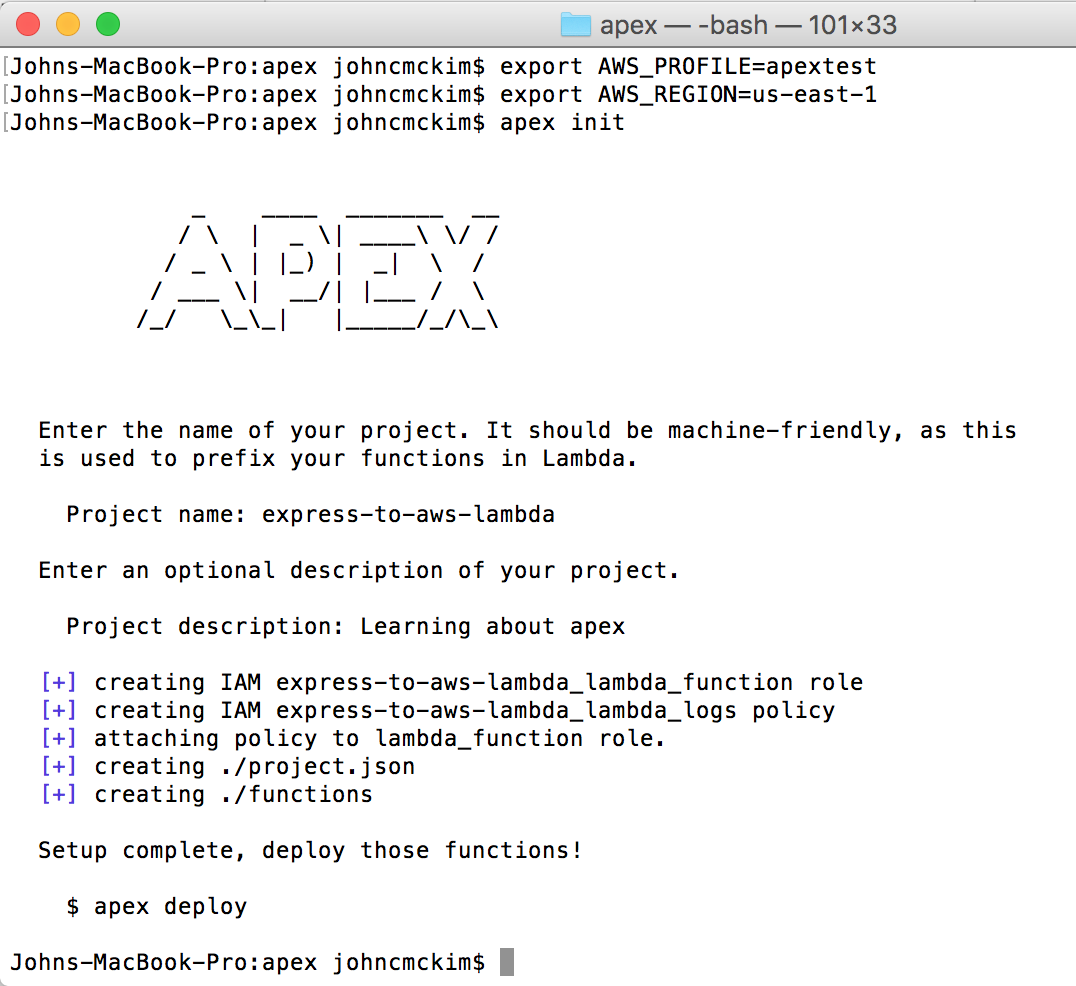 apex — -bash — 101×33
[Johns-MacBook-Pro:apex johncmckim$ export AWS_PROFILE=apextest
[Johns-MacBook-Pro:apex johncmckim$ export AWS_REGION=us-east-1
[Johns-MacBook-Pro:apex johncmckim$ apex init
             _    ____  _______  __
            / \  |  _ \| ____\ \/ /
           / _ \ | |_) |  _|  \  /
          / ___ \|  __/| |___ /  \
         /_/   \_\_|   |_____/_/\_\
Enter the name of your project. It should be machine-friendly, as this
is used to prefix your functions in Lambda.
Project name: express-to-aws-lambda
Enter an optional description of your project.
Project description: Learning about apex
[+] creating IAM express-to-aws-lambda_lambda_function role
[+] creating IAM express-to-aws-lambda_lambda_logs policy
[+] attaching policy to lambda_function role.
[+] creating ./project.json
[+] creating ./functions
Setup complete, deploy those functions!
$ apex deploy
Johns-MacBook-Pro:apex johncmckim$